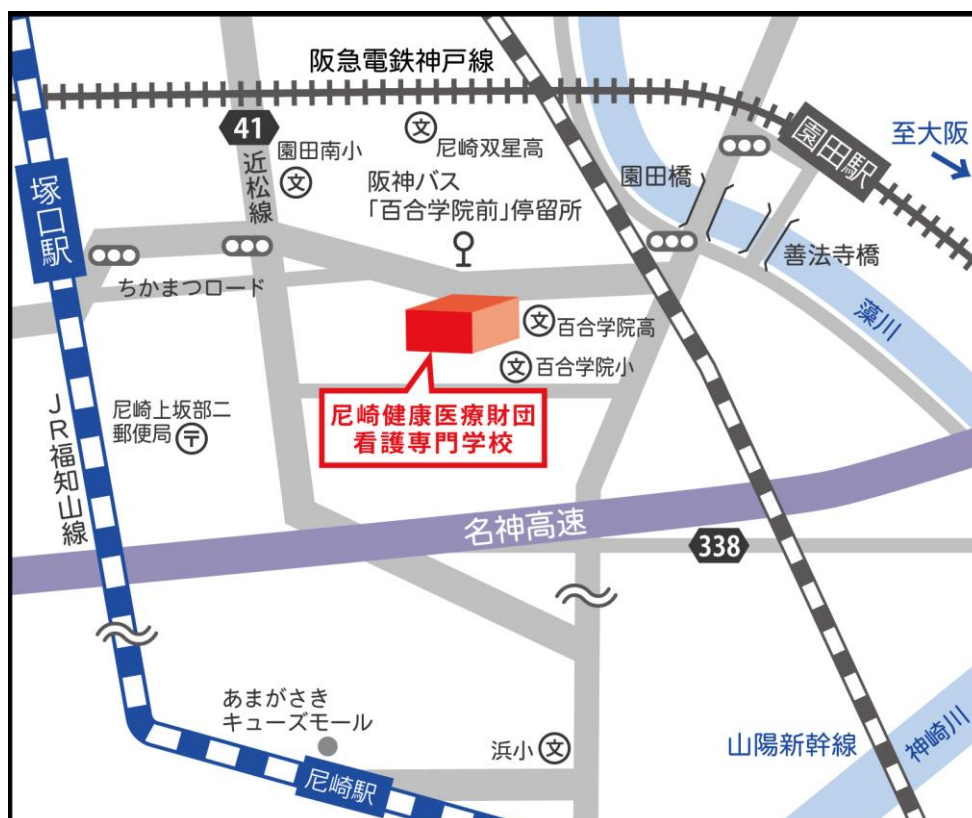 阪急電鉄神戸線
41
近松線
園田南小
文
文
尼崎双星高
園田駅
至大阪
塚口駅
阪神バス
「百合学院前」停留所
園田橋
善法寺橋
ちかまつロード
藻川
文
百合学院高
文
百合学院小
尼崎健康医療財団
看護専門学校
尼崎上坂部二
郵便局
〒
JR福知山線
名神高速
338
あまがさき
キューズモール
浜小
文
尼崎駅
山陽新幹線
神崎川